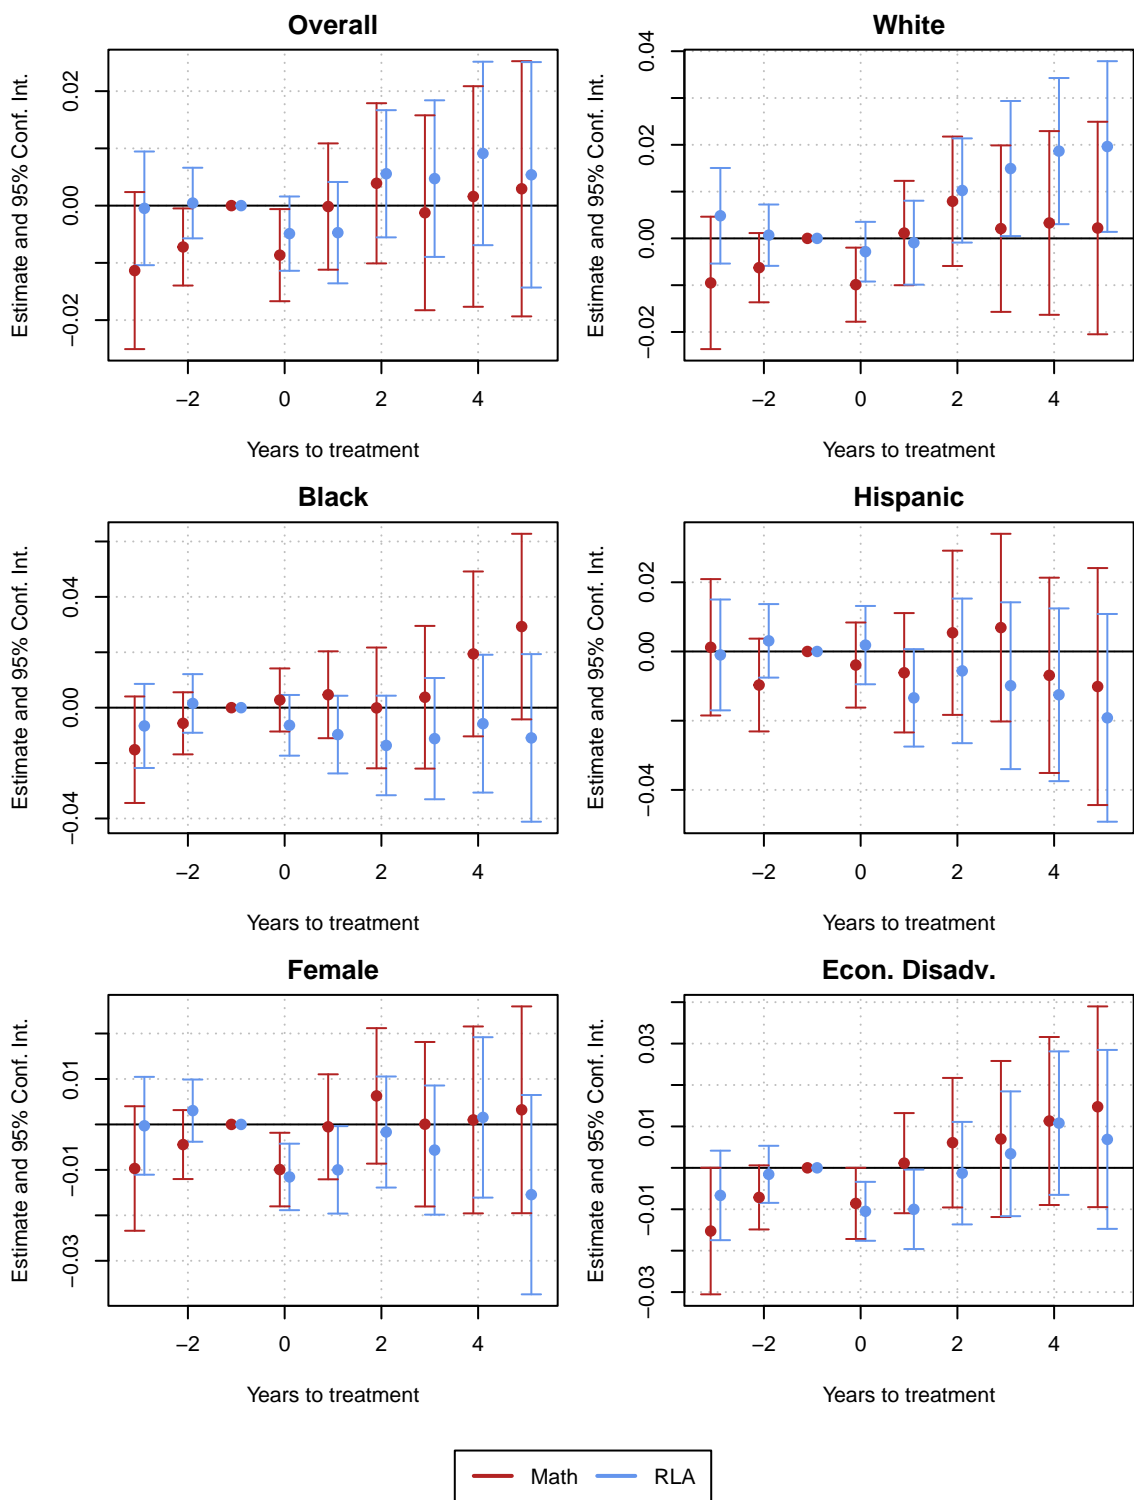 Overall
Estimate and 95% Conf. Int.
0.02
0.00
−0.02
−2 0 2 4
Years to treatment
White
Estimate and 95% Conf. Int.
0.04
0.02
0.00
−0.02
−2 0 2 4
Years to treatment
Black
Estimate and 95% Conf. Int.
0.04
0.00
−0.04
−2 0 2 4
Years to treatment
Hispanic
Estimate and 95% Conf. Int.
0.02
0.00
−0.04
−2 0 2 4
Years to treatment
Female
Estimate and 95% Conf. Int.
0.01
−0.01
−0.03
−2 0 2 4
Years to treatment
Econ. Disadv.
Estimate and 95% Conf. Int.
0.03
0.01
−0.01
−0.03
−2 0 2 4
Years to treatment
Math RLA